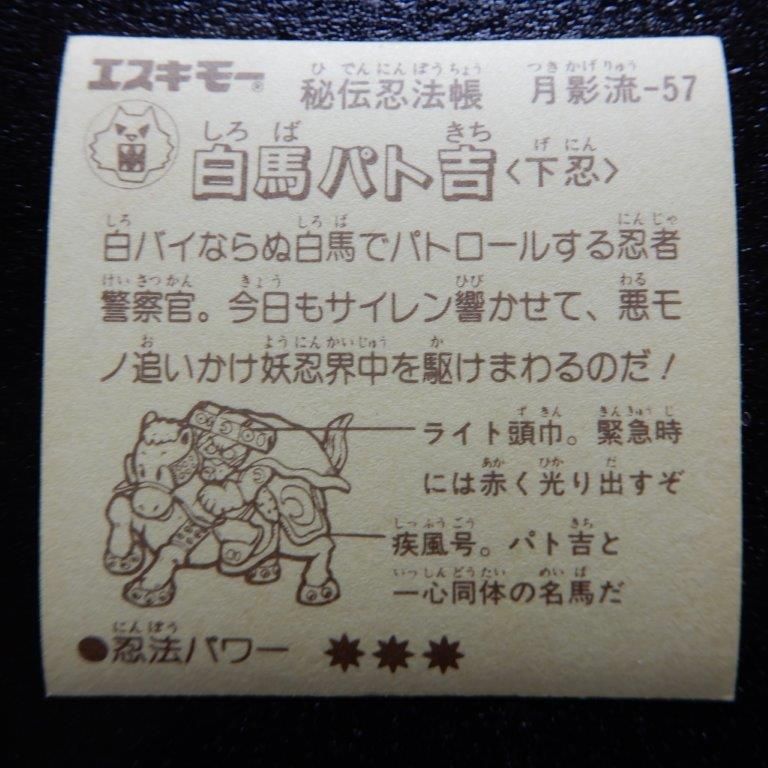 エスキモー® 秘伝忍法帳 月影流-57
白馬パト吉〈下忍〉
白バイならぬ白馬でパトロールする忍者
警察官。今日もサイレン響かせて、悪モ
ノ追いかけ妖忍界中を駆けまわるのだ！
ライト頭巾。緊急時
には赤く光り出すぞ
疾風号。パト吉と
一心同体の名馬だ
●忍法パワー